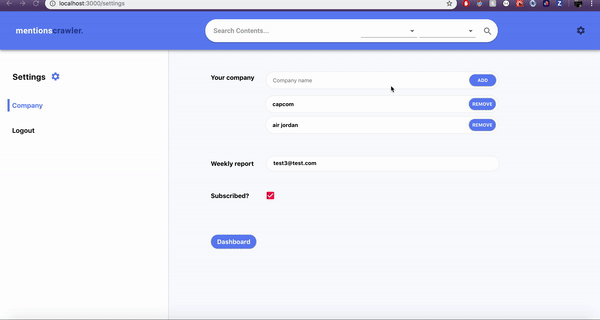 localhost:3000/settings
mentionscrawler.
Search Contents...
Settings
Company
Logout
Your company
Company name
ADD
capcom
REMOVE
air jordan
REMOVE
Weekly report
test3@test.com
Subscribed?
Dashboard